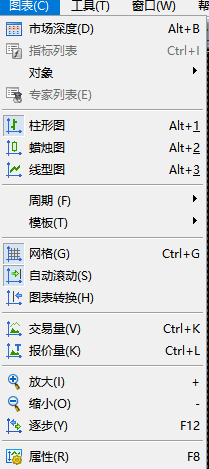 图表(C) 工具(T) 窗口(W)
市场深度(D) Alt+B
指标列表 Ctrl+I
对象
专家列表(E)
柱形图 Alt+1
蜡烛图 Alt+2
线型图 Alt+3
周期 (F)
模板(T)
网格(G) Ctrl+G
自动滚动(S)
图表转换(H)
交易量(V) Ctrl+K
报价量(K) Ctrl+L
放大(I) +
缩小(O) -
逐步(Y) F12
属性(R) F8